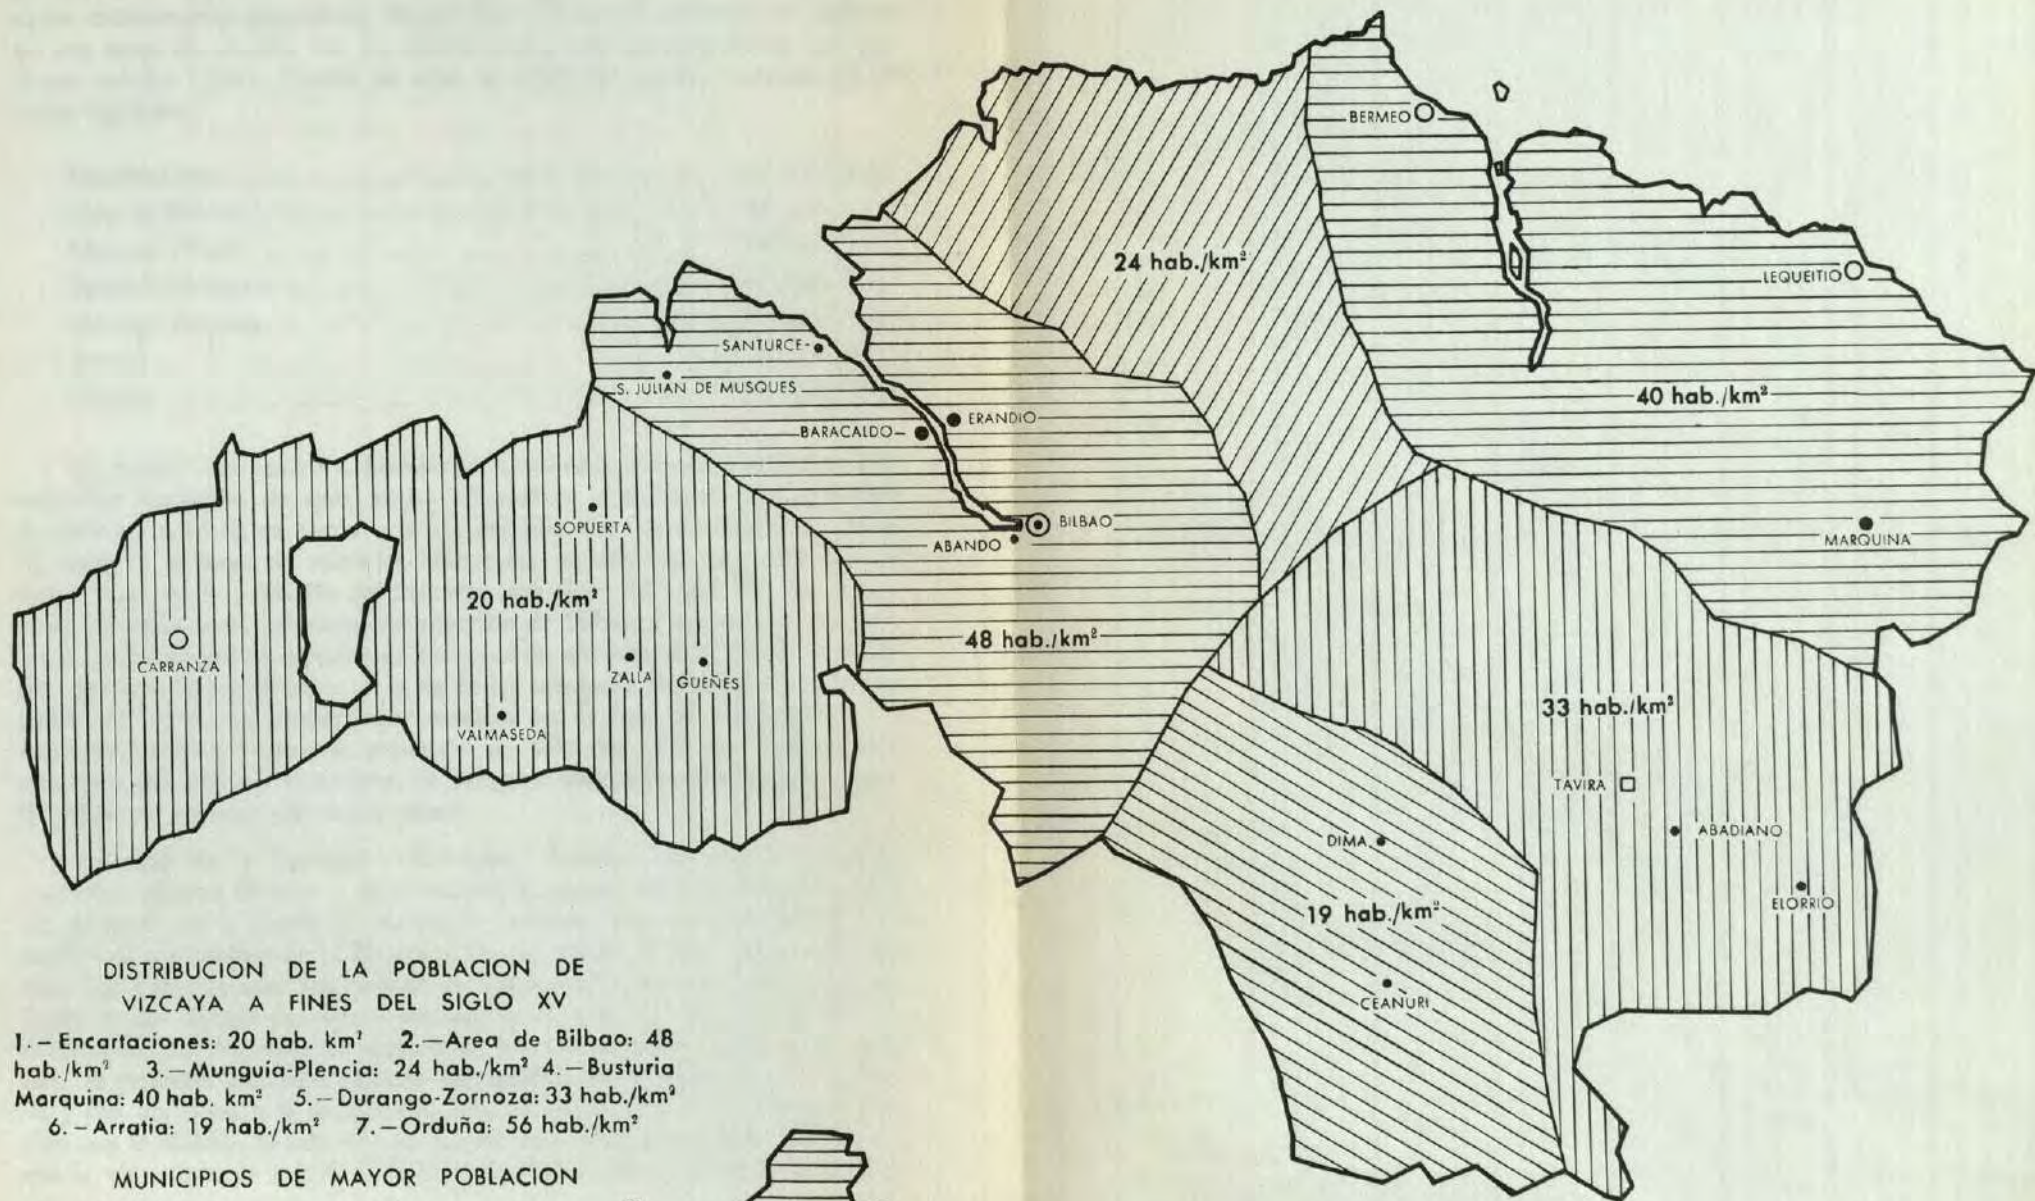 BERMEO
24 hab./km²
LEQUEITIO
SANTURCE
S. JULIAN DE MUSQUES
40 hab./km²
ERANDIO
BARACALDO
SOPUERTA
BILBAO
ABANDO
MARQUINA
20 hab./km²
48 hab./km²
CARRANZA
ZALLA
GUEÑES
VALMASEDA
33 hab./km²
TAVIRA
ABADIANO
DIMA
ELORRIO
19 hab./km²
CEANURI
DISTRIBUCION DE LA POBLACION DE
VIZCAYA A FINES DEL SIGLO XV
1.—Encartaciones: 20 hab. km² 2.—Area de Bilbao: 48
hab./km² 3.—Munguia-Plencia: 24 hab./km² 4.—Busturia
Marquina: 40 hab. km² 5.—Durango-Zornoza: 33 hab./km²
6.—Arratia: 19 hab./km² 7.—Orduña: 56 hab./km²
MUNICIPIOS DE MAYOR POBLACION